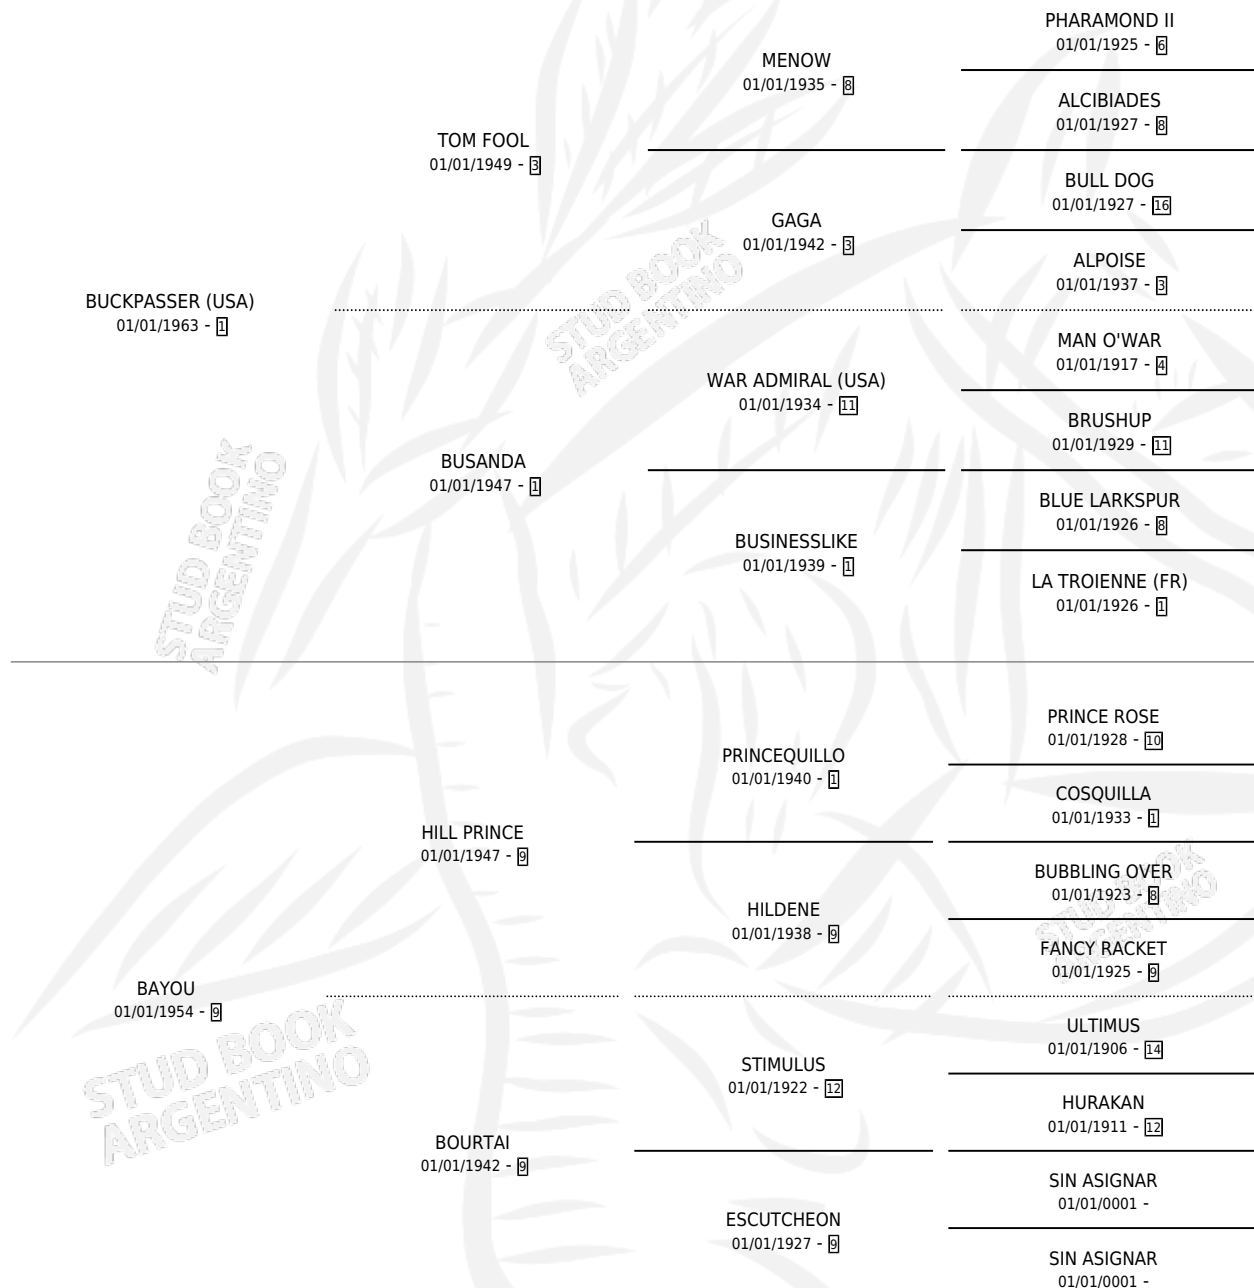 PHARAMOND II
01/01/1925 - 6
MENOW
01/01/1935 - 8
ALCIBIADES
01/01/1927 - 8
TOM FOOL
01/01/1949 - 3
BULL DOG
01/01/1927 - 16
GAGA
01/01/1942 - 3
ALPOISE
01/01/1937 - 3
BUCKPASSER (USA)
01/01/1963 - 1
MAN O'WAR
01/01/1917 - 4
WAR ADMIRAL (USA)
01/01/1934 - 11
BRUSHUP
01/01/1929 - 11
BUSANDA
01/01/1947 - 1
BLUE LARKSPUR
01/01/1926 - 8
BUSINESSLIKE
01/01/1939 - 1
LA TROIENNE (FR)
01/01/1926 - 1
PRINCE ROSE
01/01/1928 - 10
PRINCEQUILLO
01/01/1940 - 1
COSQUILLA
01/01/1933 - 1
HILL PRINCE
01/01/1947 - 9
BUBBLING OVER
01/01/1923 - 8
HILDENE
01/01/1938 - 9
FANCY RACKET
01/01/1925 - 9
BAYOU
01/01/1954 - 9
ULTIMUS
01/01/1906 - 14
STIMULUS
01/01/1922 - 12
HURAKAN
01/01/1911 - 12
BOURTAI
01/01/1942 - 9
SIN ASIGNAR
01/01/0001 -
ESCUTCHEON
01/01/1927 - 9
SIN ASIGNAR
01/01/0001 -
STUD BOOK
ARGENTINO
STUD BOOK
ARGENTINO
STUD BOOK
ARGENTINO
STUD BOOK
ARGENTINO